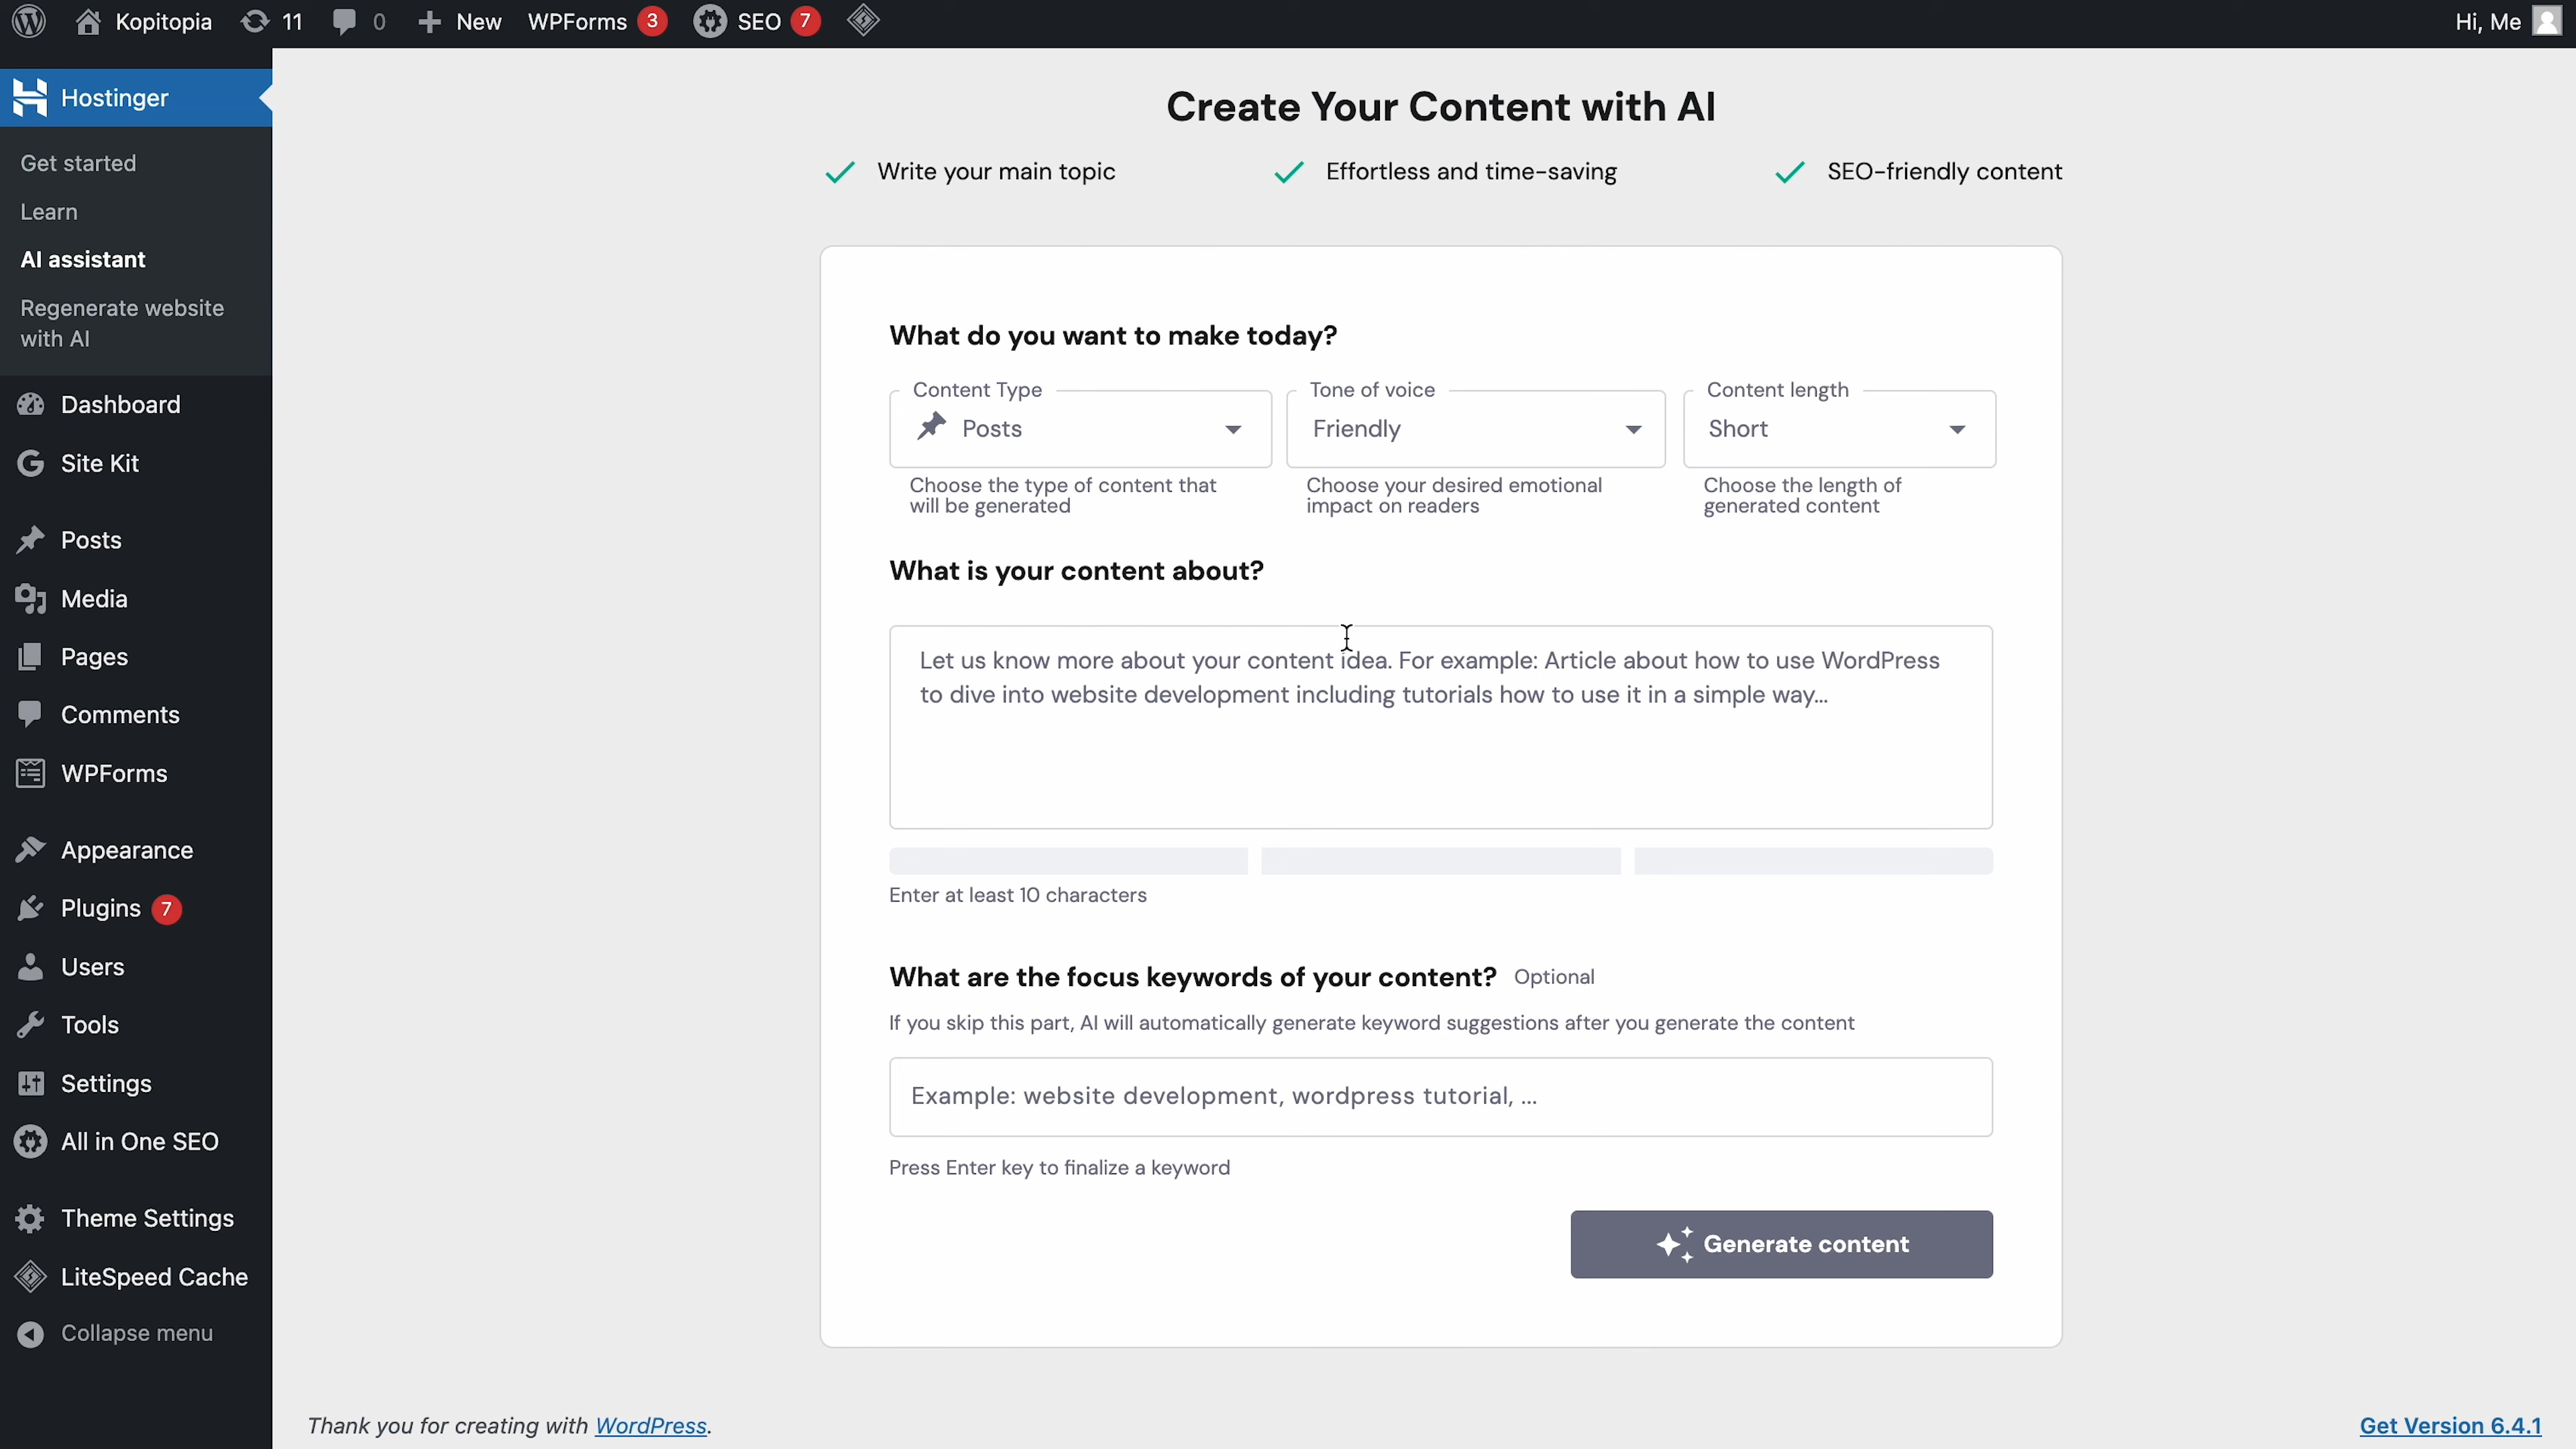 Kopitopia 11 0 New WPForms 3 SEO 7 Hi, Me
Hostinger
Get started
Learn
AI assistant
Regenerate website
with AI
Dashboard
Site Kit
Posts
Media
Pages
Comments
WPForms
Appearance
Plugins 7
Users
Tools
Settings
All in One SEO
Theme Settings
LiteSpeed Cache
Collapse menu
Create Your Content with AI
Write your main topic Effortless and time-saving SEO-friendly content
What do you want to make today?
Content Type Tone of voice Content length
Posts Friendly Short
Choose the type of content that Choose your desired emotional Choose the length of
will be generated impact on readers generated content
What is your content about?
Let us know more about your content idea. For example: Article about how to use WordPress
to dive into website development including tutorials how to use it in a simple way...
Enter at least 10 characters
What are the focus keywords of your content? Optional
If you skip this part, AI will automatically generate keyword suggestions after you generate the content
Example: website development, wordpress tutorial, ...
Press Enter key to finalize a keyword
Generate content
Thank you for creating with WordPress. Get Version 6.4.1